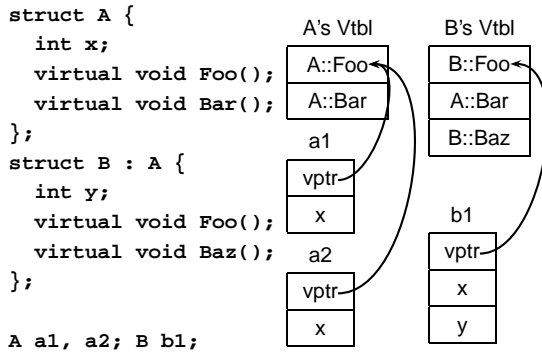 struct A {
int x;
virtual void Foo();
virtual void Bar();
};
struct B : A {
int y;
virtual void Foo();
virtual void Baz();
};
A a1, a2; B b1;
A's Vtbl
A::Foo
A::Bar
a1
vptr
x
a2
vptr
x
B's Vtbl
B::Foo
A::Bar
B::Baz
b1
vptr
x
y